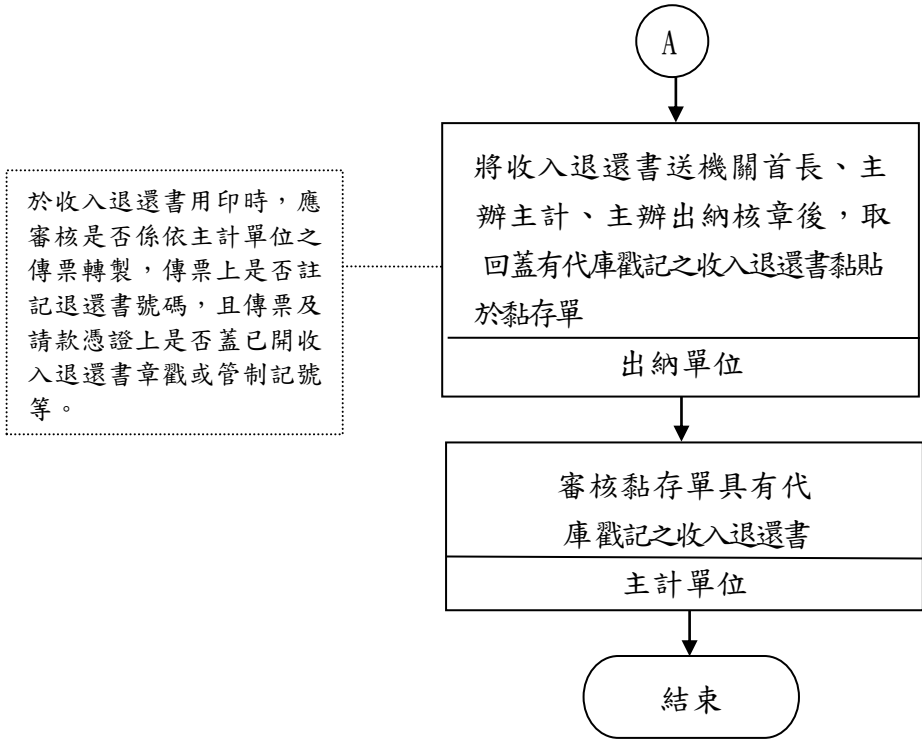 A
將收入退還書送機關首長、主
辦主計、主辦出納核章後，取
回蓋有代庫戳記之收入退還書黏貼
於黏存單
出納單位
於收入退還書用印時，應
審核是否係依主計單位之
傳票轉製，傳票上是否註
記退還書號碼，且傳票及
請款憑證上是否蓋已開收
入退還書章戳或管制記號
等。
審核黏存單具有代
庫戳記之收入退還書
主計單位
結束